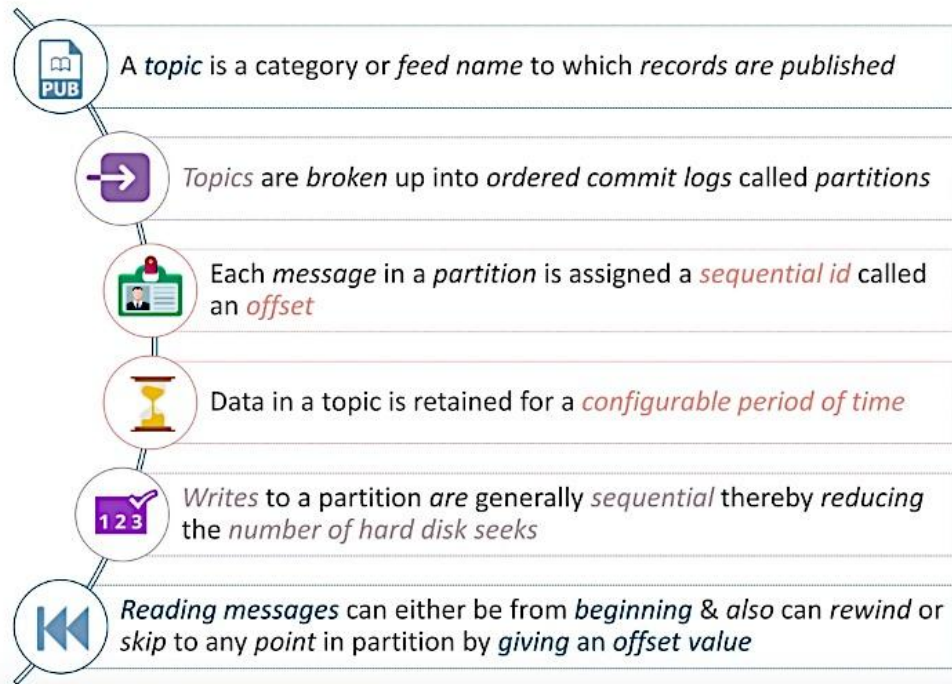 PUB
A topic is a category or feed name to which records are published
Topics are broken up into ordered commit logs called partitions
Each message in a partition is assigned a sequential id called
an offset
Data in a topic is retained for a configurable period of time
1 2 3
Writes to a partition are generally sequential thereby reducing
the number of hard disk seeks
Reading messages can either be from beginning & also can rewind or
skip to any point in partition by giving an offset value